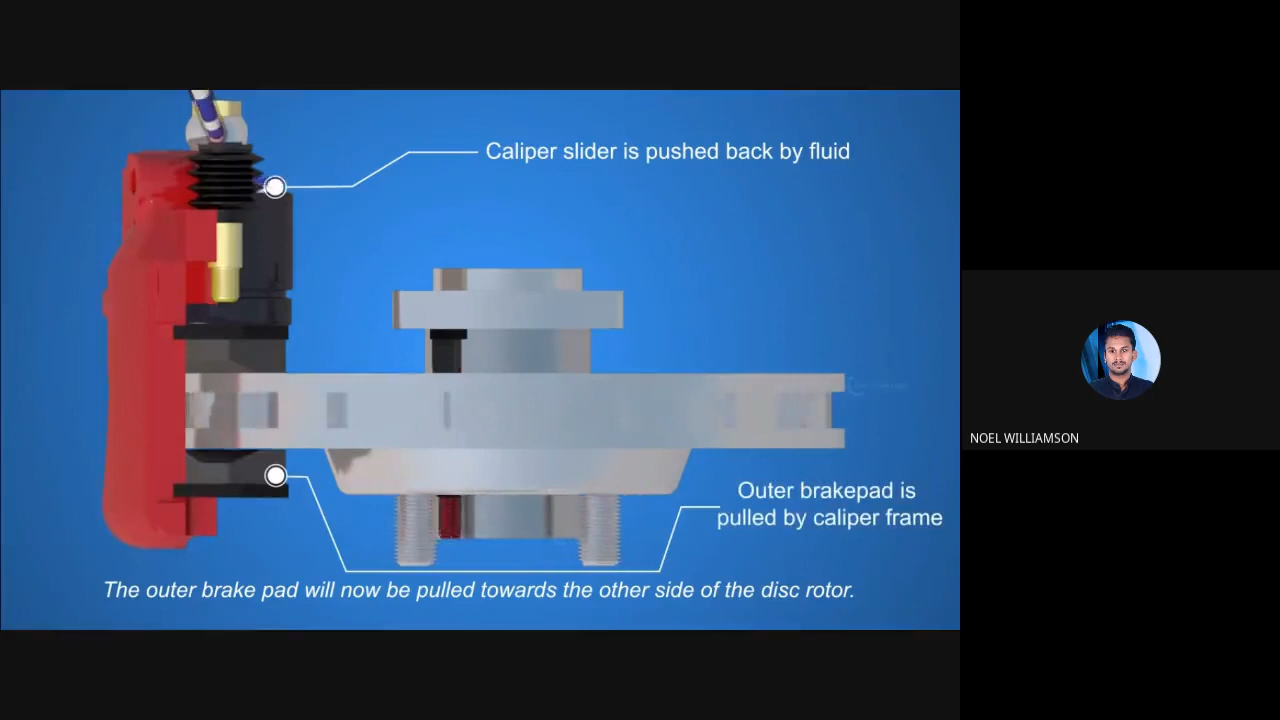 Caliper slider is pushed back by fluid
Outer brakepad is
pulled by caliper frame
The outer brake pad will now be pulled towards the other side of the disc rotor.
NOEL WILLIAMSON